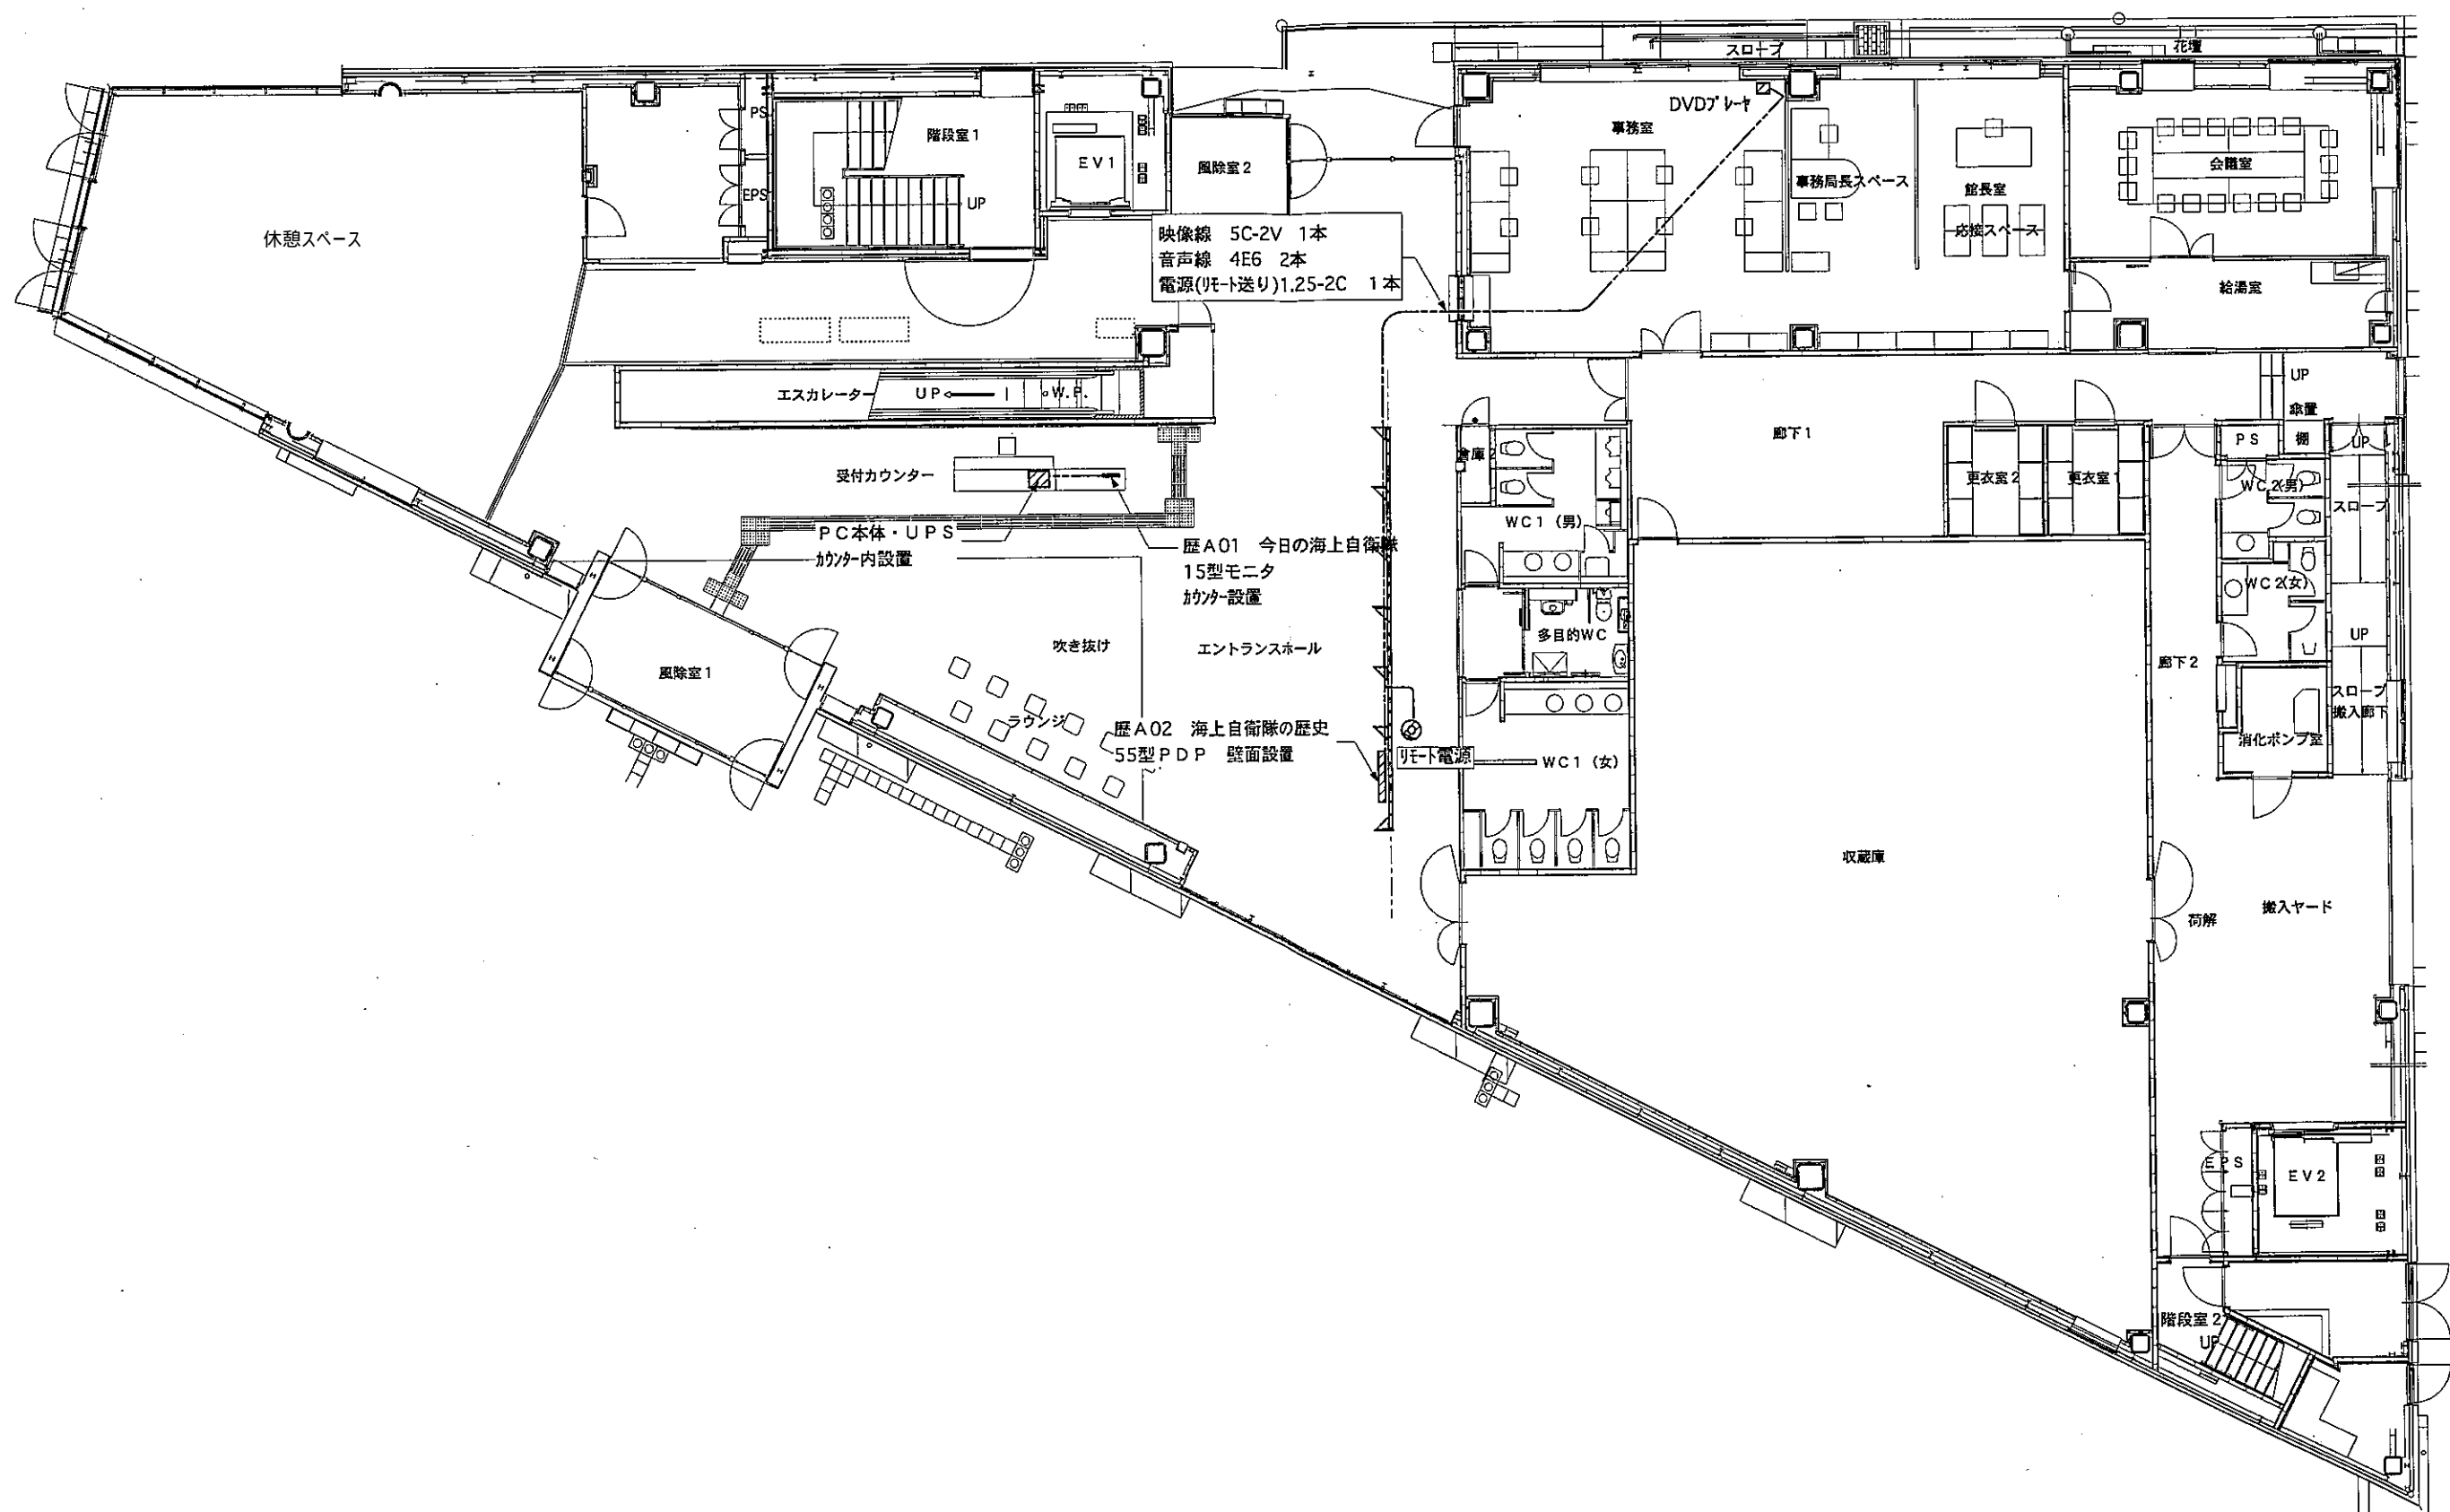 スロープ
花壇
DVDプレーヤ
PS
階段室1
EV1
風除室2
事務室
事務局長スペース
館長室
会議室
EPS
UP
応接スペース
休憩スペース
映像線 5C-2V 1本
音声線 4E6 2本
電源(リモート送り)1.25-2C 1本
給湯室
エスカレーター
UP
W.P.
UP
傘置
棚
PS
UP
廊下1
受付カウンター
倉庫
更衣室2
更衣室1
WC2(男)
スロープ
PC本体・UPS
カウンター内設置
歴A01 今日の海上自衛隊
15型モニタ
カウンター設置
WC1(男)
WC2(女)
多目的WC
UP
吹き抜け
エントランスホール
風除室1
廊下2
スロープ
搬入廊下
ラウンジ
歴A02 海上自衛隊の歴史
55型PDP 壁面設置
リモート電源
WC1(女)
消化ポンプ室
収蔵庫
荷解
搬入ヤード
EPS
EV2
階段室2
UP